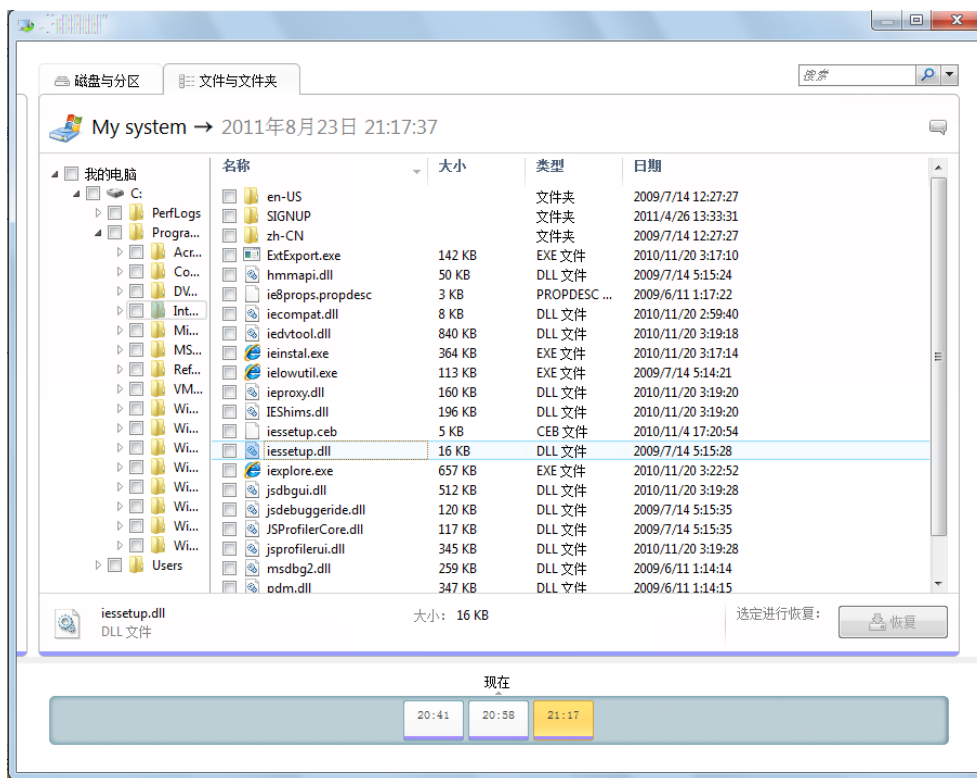 磁盘与分区 文件与文件夹 搜索
My system → 2011年8月23日 21:17:37
我的电脑
C:
PerfLogs
Progra...
Acr...
Co...
DV...
Int...
Mi...
MS...
Ref...
VM...
Wi...
Wi...
Wi...
Wi...
Wi...
Wi...
Wi...
Wi...
Users
名称 大小 类型 日期
en-US 文件夹 2009/7/14 12:27:27
SIGNUP 文件夹 2011/4/26 13:33:31
zh-CN 文件夹 2009/7/14 12:27:27
ExtExport.exe 142 KB EXE 文件 2010/11/20 3:17:10
hmmapi.dll 50 KB DLL 文件 2009/7/14 5:15:24
ie8props.propdesc 3 KB PROPDESC ... 2009/6/11 1:17:22
iecompat.dll 8 KB DLL 文件 2010/11/20 2:59:40
iedvtool.dll 840 KB DLL 文件 2010/11/20 3:19:18
ieinstal.exe 364 KB EXE 文件 2010/11/20 3:17:14
ielowutil.exe 113 KB EXE 文件 2009/7/14 5:14:21
ieproxy.dll 160 KB DLL 文件 2010/11/20 3:19:20
IEShims.dll 196 KB DLL 文件 2010/11/20 3:19:20
iessetup.ceb 5 KB CEB 文件 2010/11/4 17:20:54
iessetup.dll 16 KB DLL 文件 2009/7/14 5:15:28
iexplore.exe 657 KB EXE 文件 2010/11/20 3:22:52
jsdbgui.dll 512 KB DLL 文件 2010/11/20 3:19:28
jsdebuggeride.dll 120 KB DLL 文件 2009/7/14 5:15:35
JSProfilerCore.dll 117 KB DLL 文件 2009/7/14 5:15:35
jsprofilerui.dll 345 KB DLL 文件 2010/11/20 3:19:28
msdbg2.dll 259 KB DLL 文件 2009/6/11 1:14:14
pdm.dll 347 KB DLL 文件 2009/6/11 1:14:15
iessetup.dll 大小： 16 KB 选定进行恢复： 恢复
DLL 文件
现在
20:41 20:58 21:17